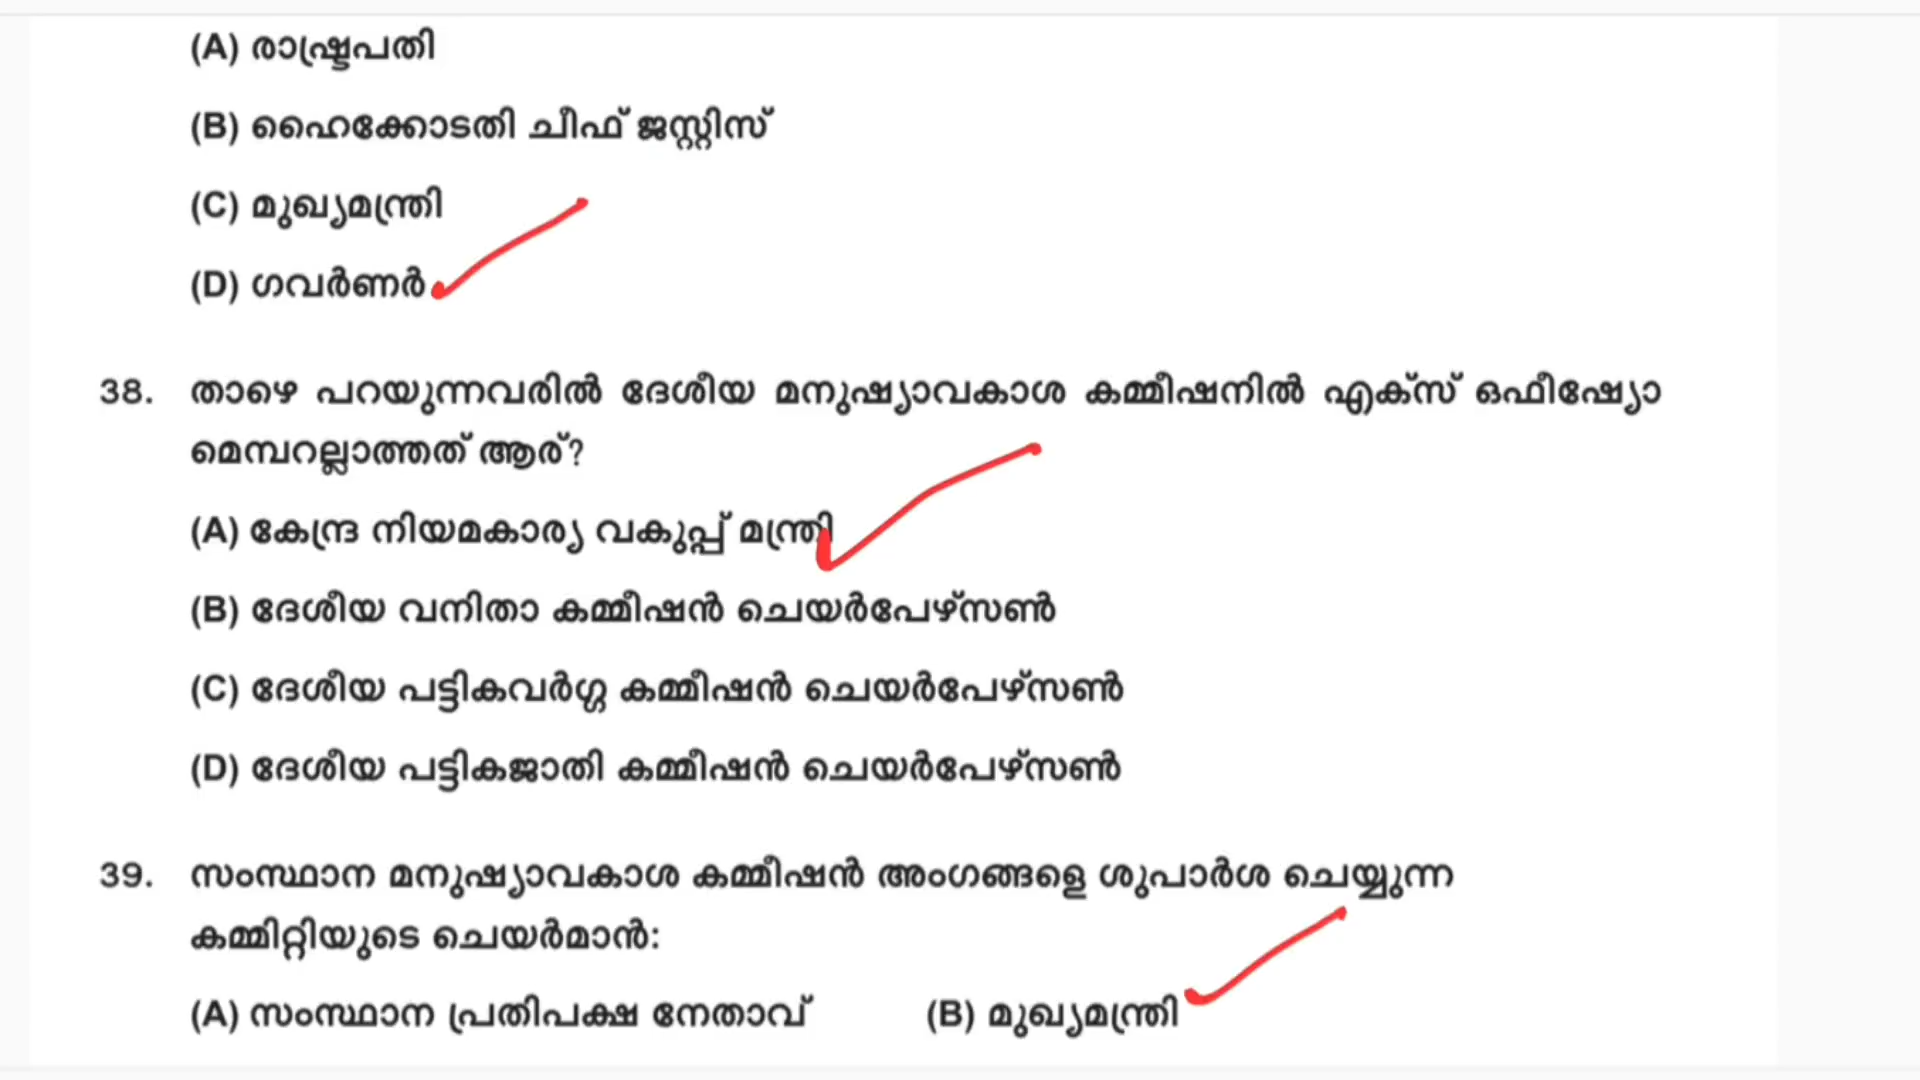 (A) രാഷ്ട്രപതി
(B) ഹൈക്കോടതി ചീഫ് ജസ്റ്റിസ്
(C) മുഖ്യമന്ത്രി
(D) ഗവർണർ
38. താഴെ പറയുന്നവരിൽ ദേശീയ മനുഷ്യാവകാശ കമ്മീഷനിൽ എക്സ് ഒഫീഷ്യോ
മെമ്പറല്ലാത്തത് ആര്?
(A) കേന്ദ്ര നിയമകാര്യ വകുപ്പ് മന്ത്രി
(B) ദേശീയ വനിതാ കമ്മീഷൻ ചെയർപേഴ്സൺ
(C) ദേശീയ പട്ടികവർഗ്ഗ കമ്മീഷൻ ചെയർപേഴ്സൺ
(D) ദേശീയ പട്ടികജാതി കമ്മീഷൻ ചെയർപേഴ്സൺ
39. സംസ്ഥാന മനുഷ്യാവകാശ കമ്മീഷൻ അംഗങ്ങളെ ശുപാർശ ചെയ്യുന്ന
കമ്മിറ്റിയുടെ ചെയർമാൻ:
(A) സംസ്ഥാന പ്രതിപക്ഷ നേതാവ് (B) മുഖ്യമന്ത്രി